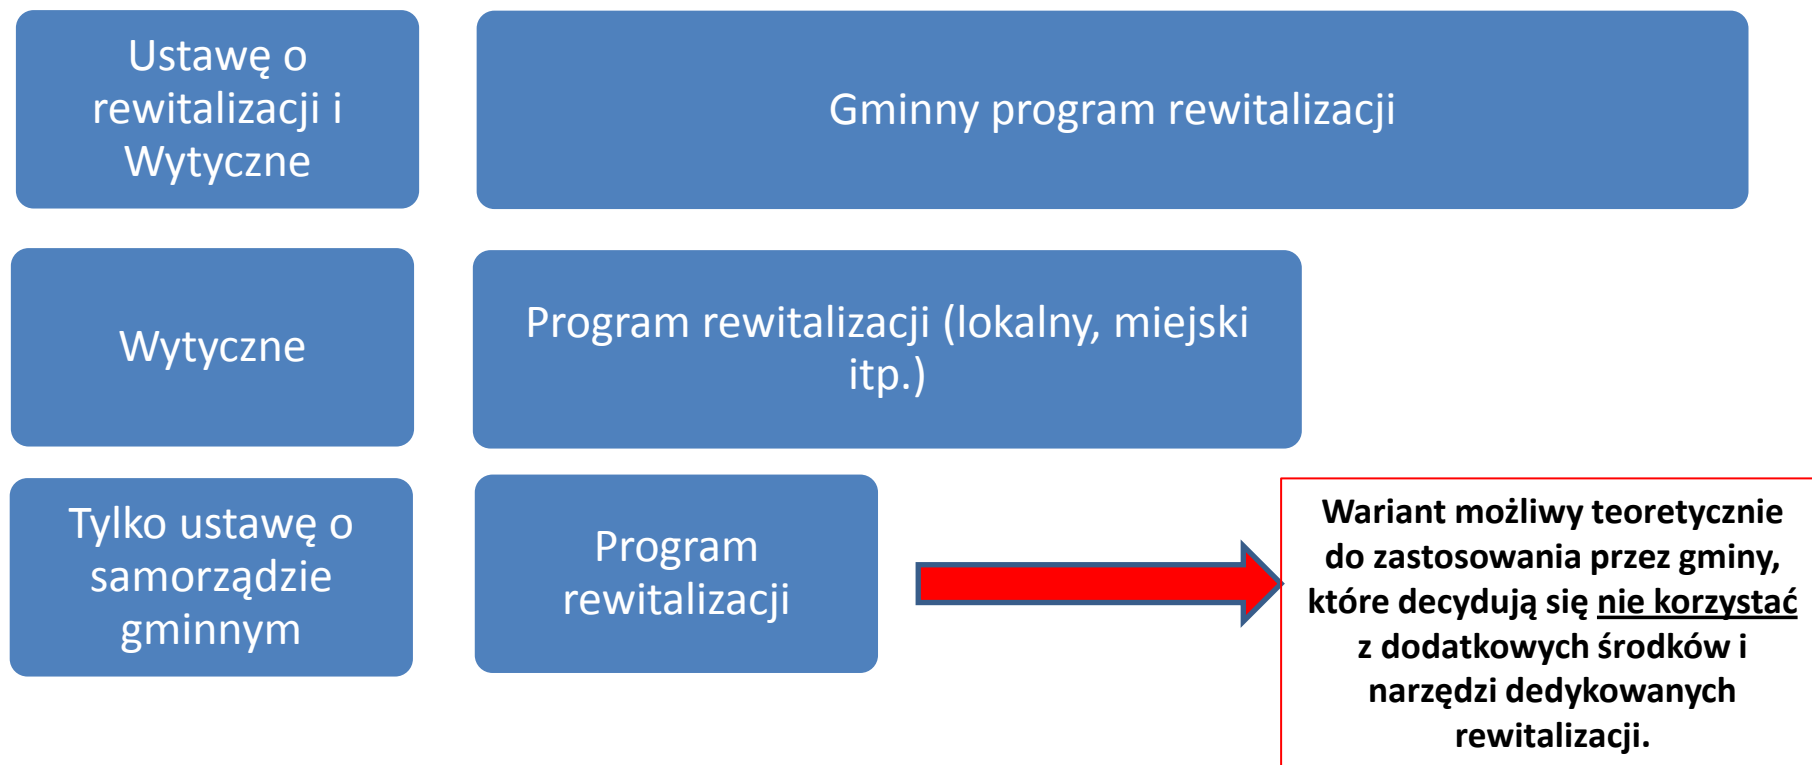 Ustawę o
rewitalizacji i
Wytyczne
Gminny program rewitalizacji
Wytyczne
Program rewitalizacji (lokalny, miejski
itp.)
Tylko ustawę o
samorządzie
gminnym
Program
rewitalizacji
Wariant możliwy teoretycznie
do zastosowania przez gminy,
które decydują się nie korzystać
z dodatkowych środków i
narzędzi dedykowanych
rewitalizacji.